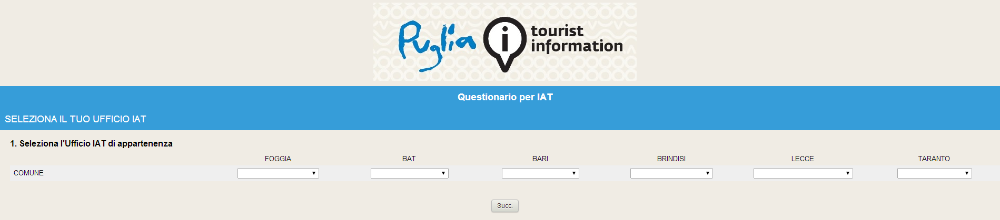 Puglia
i
tourist
information
Questionario per IAT
SELEZIONA IL TUO UFFICIO IAT
1. Seleziona l'Ufficio IAT di appartenenza
FOGGIA BAT BARI BRINDISI LECCE TARANTO
COMUNE
Succ.